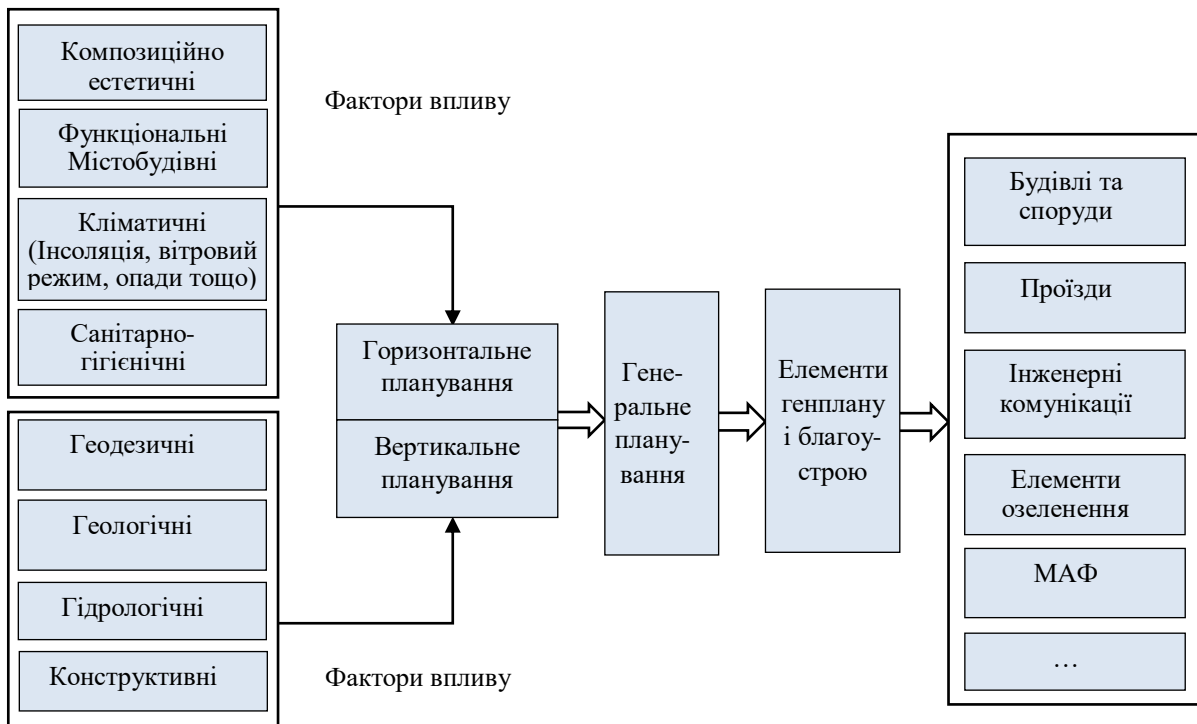 Композиційно
естетичні
Фактори впливу
Функціональні
Містобудівні
Кліматичні
(Інсоляція, вітровий
режим, опади тощо)
Санітарно-
гігієнічні
Геодезичні
Геологічні
Гідрологічні
Конструктивні
Фактори впливу
Горизонтальне
планування
Вертикальне
планування
Гене-
ральне
плану-
вання
Елементи
генплану
і благоу-
строю
Будівлі та
споруди
Проїзди
Інженерні
комунікації
Елементи
озеленення
МАФ
…